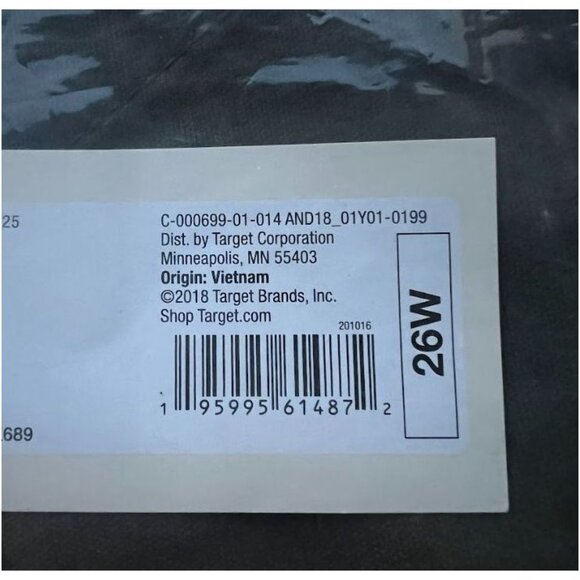 25
C-000699-01-014 AND18_01Y01-0199
Dist. by Target Corporation
Minneapolis, MN 55403
Origin: Vietnam
©2018 Target Brands, Inc.
Shop Target.com
201016
1 95995 61487 2
26W
689